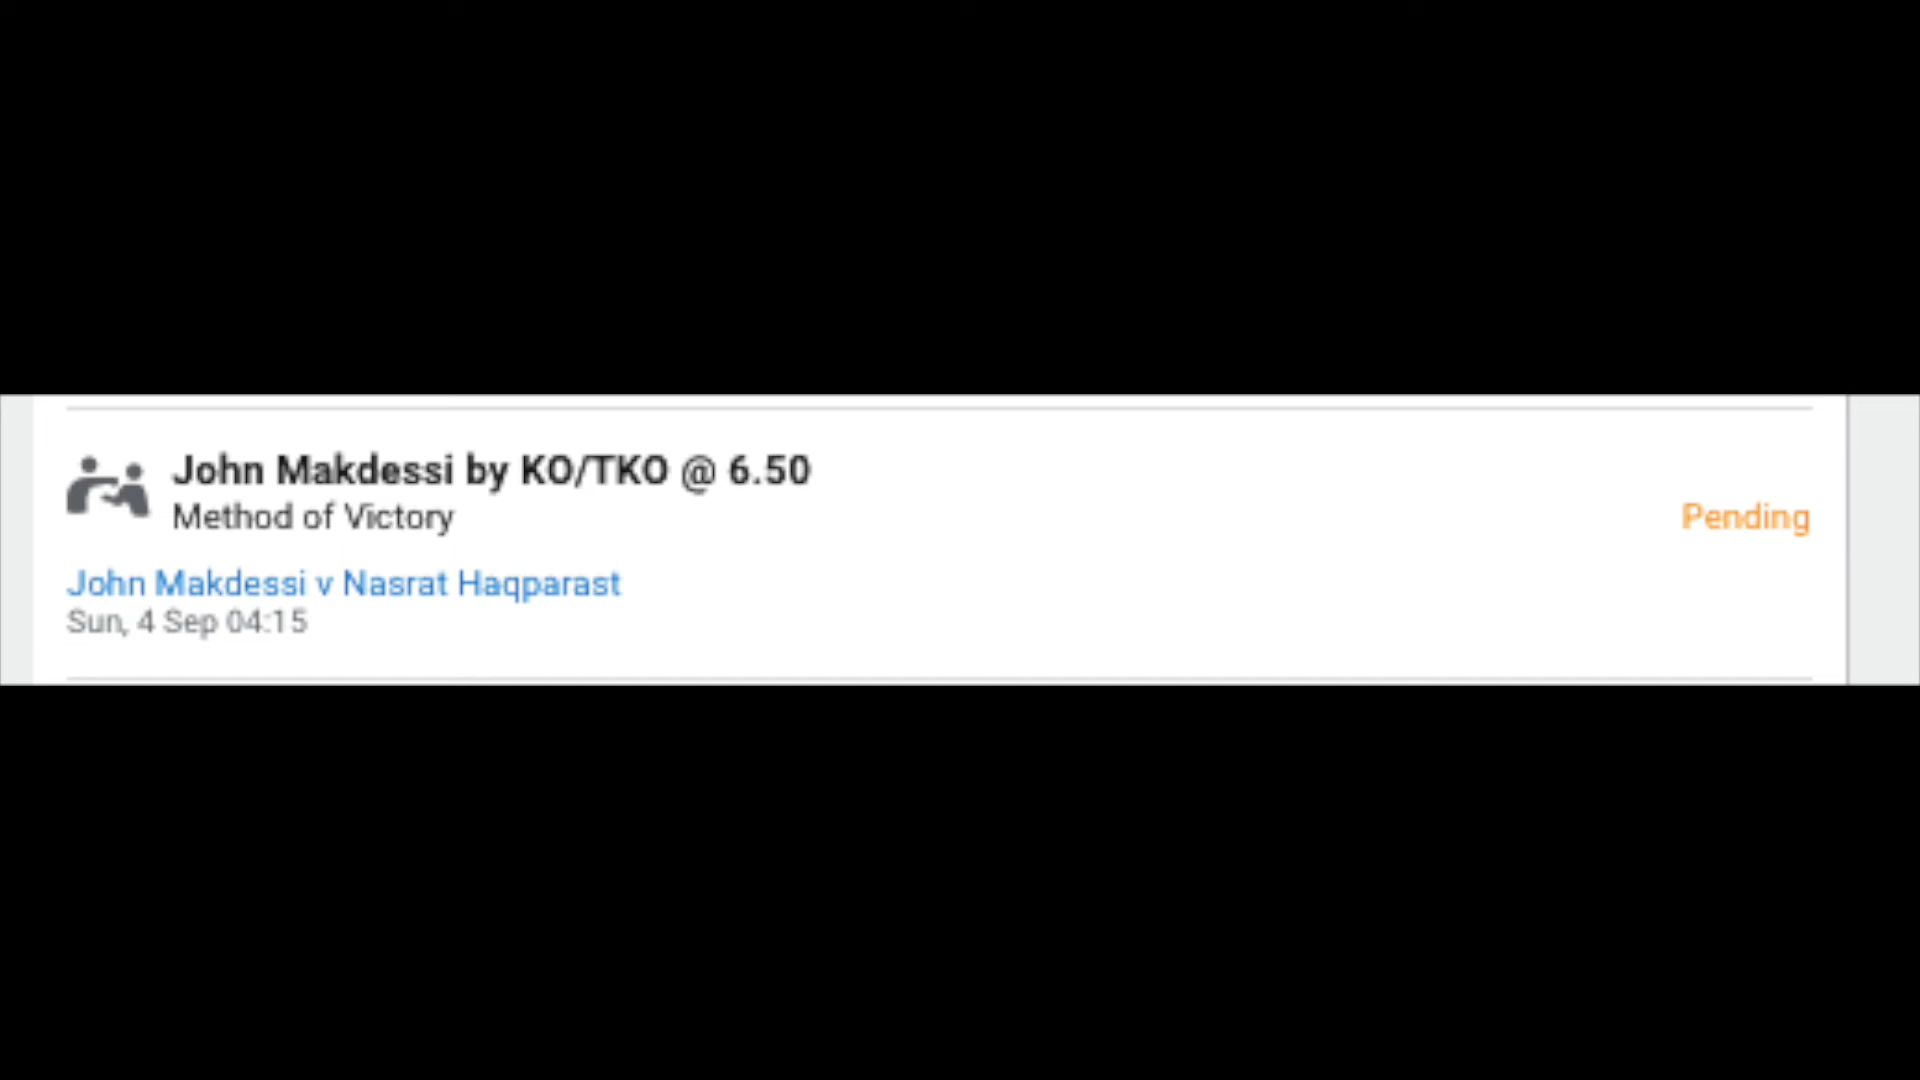 John Makdessi by KO/TKO @ 6.50
Method of Victory
Pending
John Makdessi v Nasrat Haqparast
Sun, 4 Sep 04:15